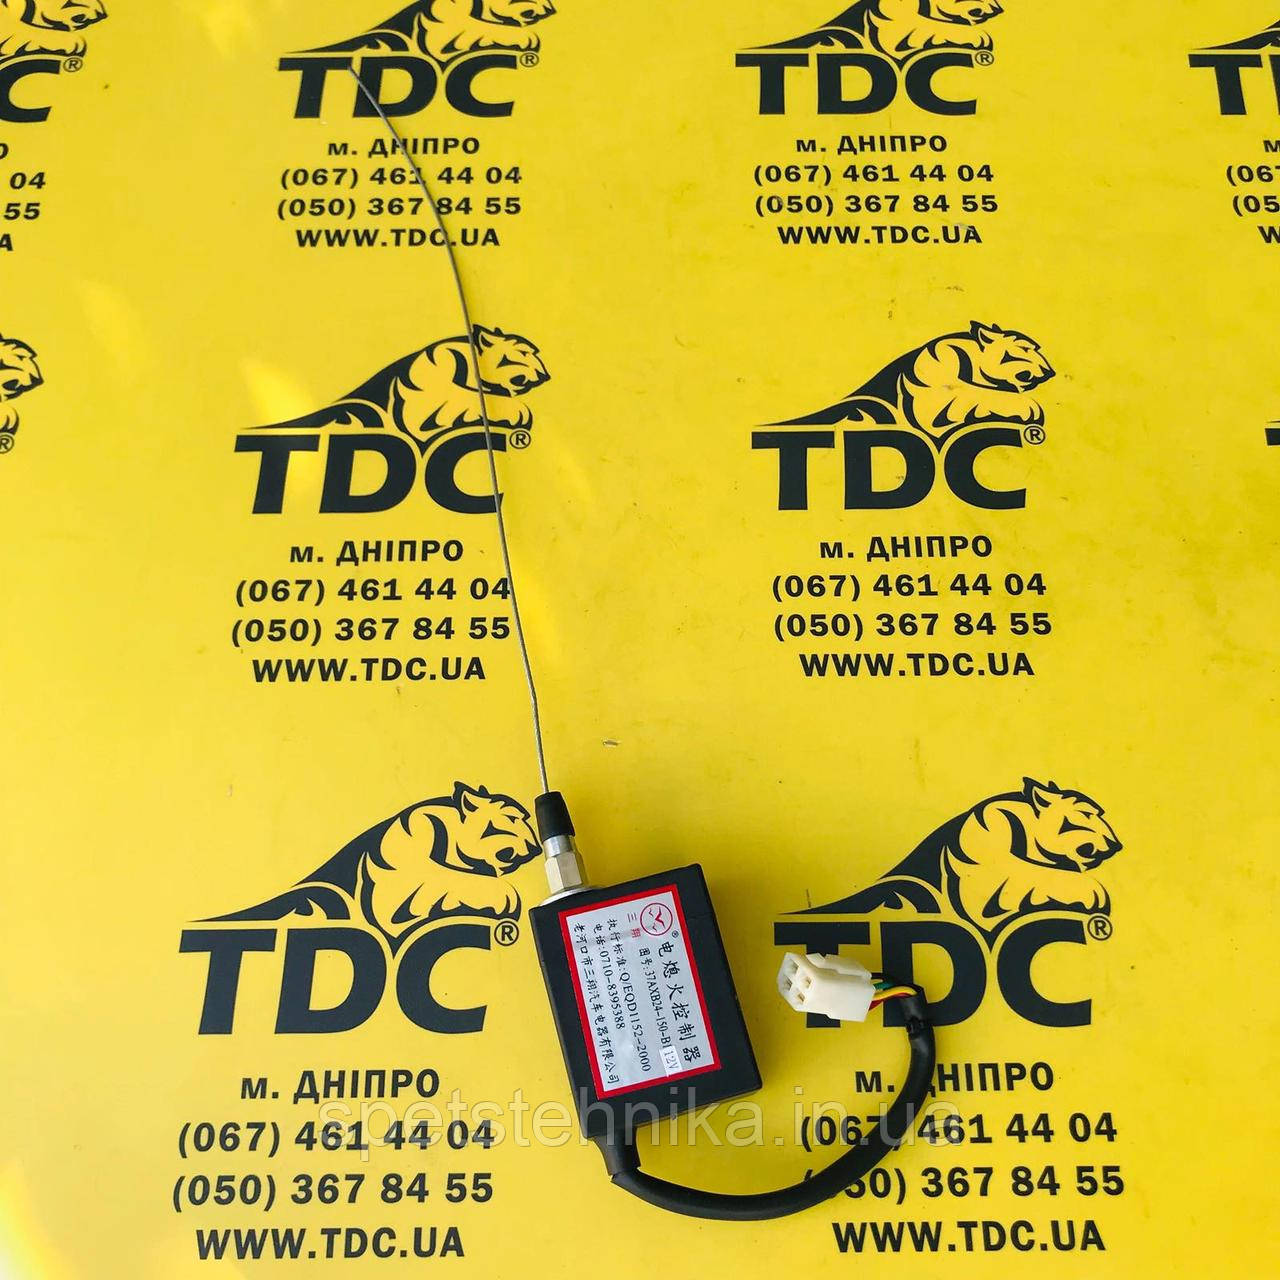 TDC®
TDC®
TDC®
м. ДНІПРО
(067) 461 44 04
(050) 367 84 55
WWW.TDC.UA
м. ДНІПРО
(067) 461 44 04
(050) 367 84 55
WWW.TDC.UA
04
55
TDC®
м. ДНІПРО
(067) 461 44 04
(050) 367 84 55
WWW.TDC.UA
TDC®
м. ДНІПРО
(067) 461 44 04
(050) 367 84 55
WWW.TDC.UA
TDC®
м. ДНІПРО
(067) 461 44 04
(050) 367 84 55
WWW.TDC.UA
TDC®
м. ДНІПРО
(067) 461 44 04
(050) 367 84 55
WWW.TDC.UA
三翔® 电熄火控制器
图号:37AXB24-150-B1 12V
执行标准:Q/EQD1152-2000
电话:0710-8395388
老河口市三翔汽车电器有限公司
spetstehnika.in.ua